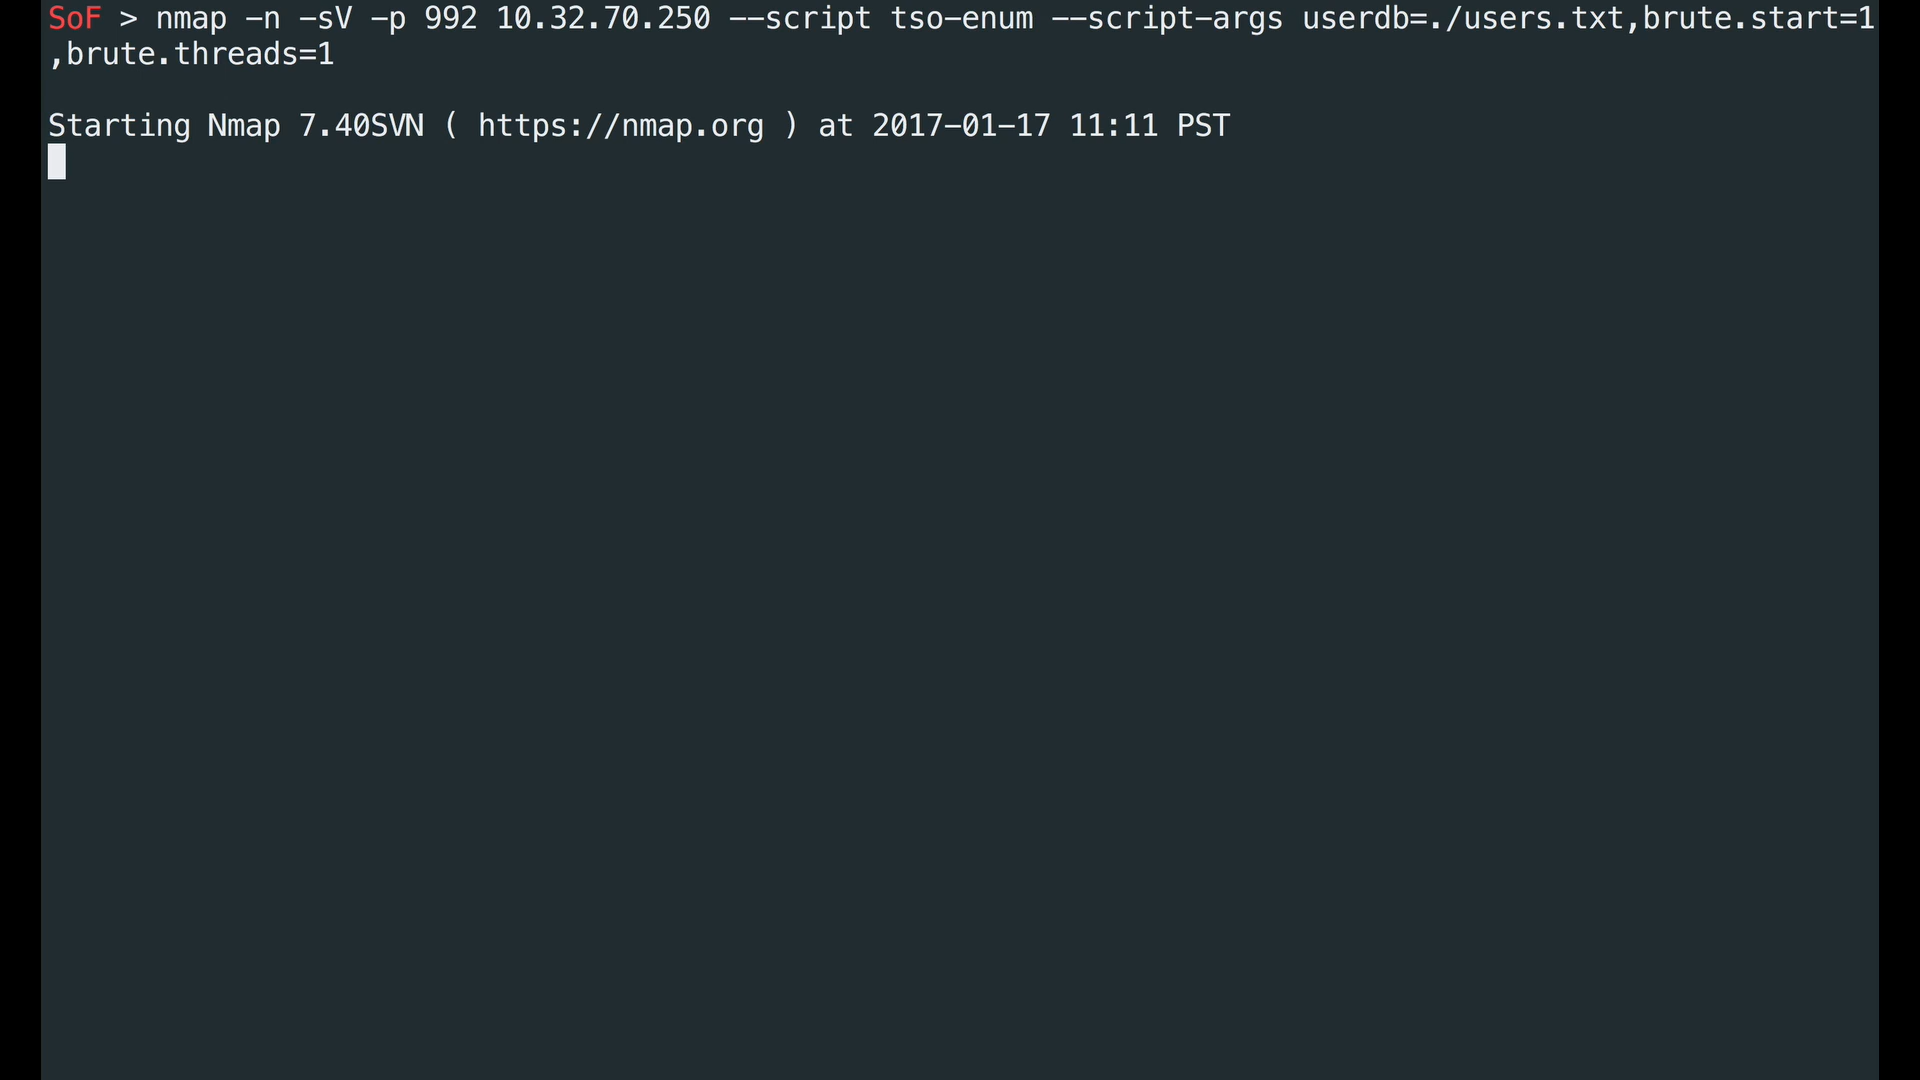 SoF > nmap -n -sV -p 992 10.32.70.250 --script tso-enum --script-args userdb=./users.txt,brute.start=1
,brute.threads=1
Starting Nmap 7.40SVN ( https://nmap.org ) at 2017-01-17 11:11 PST